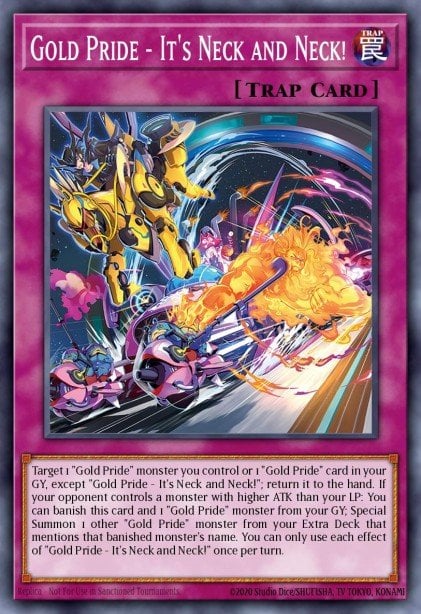 Gold Pride - It's Neck and Neck!
TRAP
罠
[Trap Card]
Target 1 "Gold Pride" monster you control or 1 "Gold Pride" card in your
GY, except "Gold Pride - It's Neck and Neck!"; return it to the hand. If
your opponent controls a monster with higher ATK than your LP: You
can banish this card and 1 "Gold Pride" monster from your GY; Special
Summon 1 other "Gold Pride" monster from your Extra Deck that
mentions that banished monster's name. You can only use each effect
of "Gold Pride - It's Neck and Neck!" once per turn.
Replica - Not For Use in Sanctioned Tournaments
©2020 Studio Dice/SHUEISHA, TV TOKYO, KONAMI